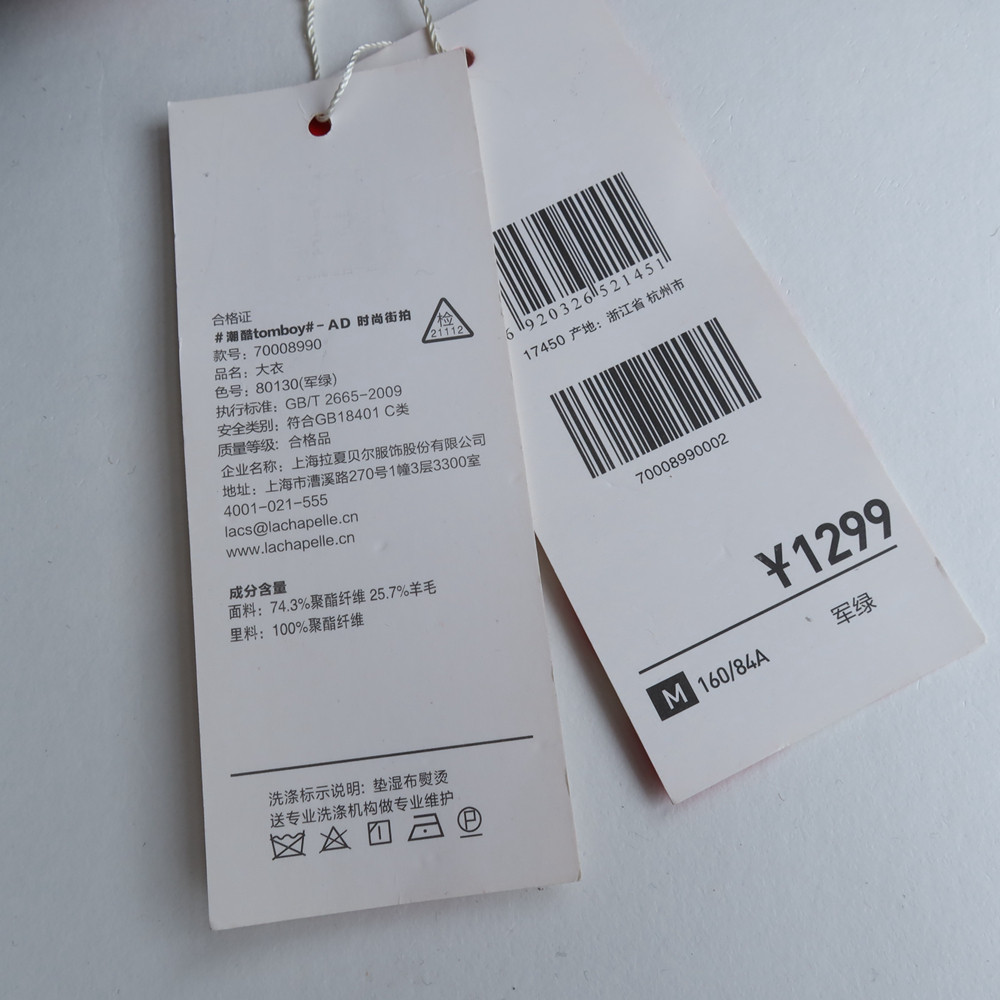 合格证
#潮酷tomboy#-AD 时尚街拍
检
21112
款号：70008990
品名：大衣
色号：80130(军绿)
执行标准：GB/T 2665-2009
安全类别：符合GB18401 C类
质量等级：合格品
企业名称：上海拉夏贝尔服饰股份有限公司
地址：上海市漕溪路270号1幢3层3300室
4001-021-555
lacs@lachapelle.cn
www.lachapelle.cn
成分含量
面料：74.3%聚酯纤维 25.7%羊毛
里料：100%聚酯纤维
洗涤标示说明：垫湿布熨烫
送专业洗涤机构做专业维护
P
6 920326 521451
17450 产地：浙江省 杭州市
70008990002
¥1299
军绿
M 160/84A